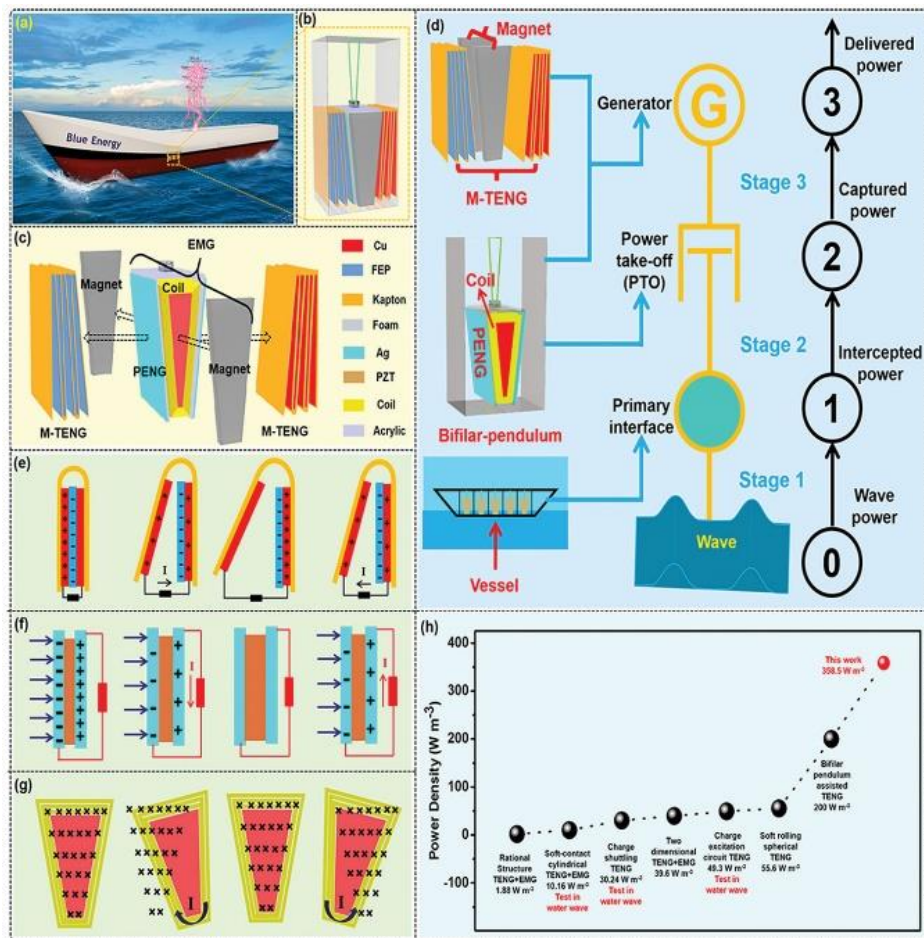 (a)
Blue Energy
(b)
(c)
EMG
Magnet
Coil
PENG
Magnet
M-TENG
M-TENG
Cu
FEP
Kapton
Foam
Ag
PZT
Coil
Acrylic
(d)
Magnet
M-TENG
Coil
PENG
Bifilar-pendulum
Vessel
Generator
G
Stage 3
Power
take-off
(PTO)
Stage 2
Primary
interface
Stage 1
Wave
Delivered
power
3
Captured
power
2
Intercepted
power
1
Wave
power
0
(e)
I
I
(f)
I
I
(g)
I
I
(h)
Power Density (W m⁻³)
400
300
200
100
0
-100
Rational
Structure
TENG+EMG
1.88 W m⁻³
Soft-contact
cylindrical
TENG+EMG
10.16 W m⁻³
Test in
water wave
Charge
shuttling
TENG
30.24 W m⁻³
Test in
water wave
Two
dimensional
TENG+EMG
39.6 W m⁻³
Charge
excitation
circuit TENG
49.3 W m⁻³
Test in
water wave
Soft rolling
spherical
TENG
55.6 W m⁻³
Bifilar
pendulum
assisted
TENG
200 W m⁻³
This work
358.5 W m⁻³